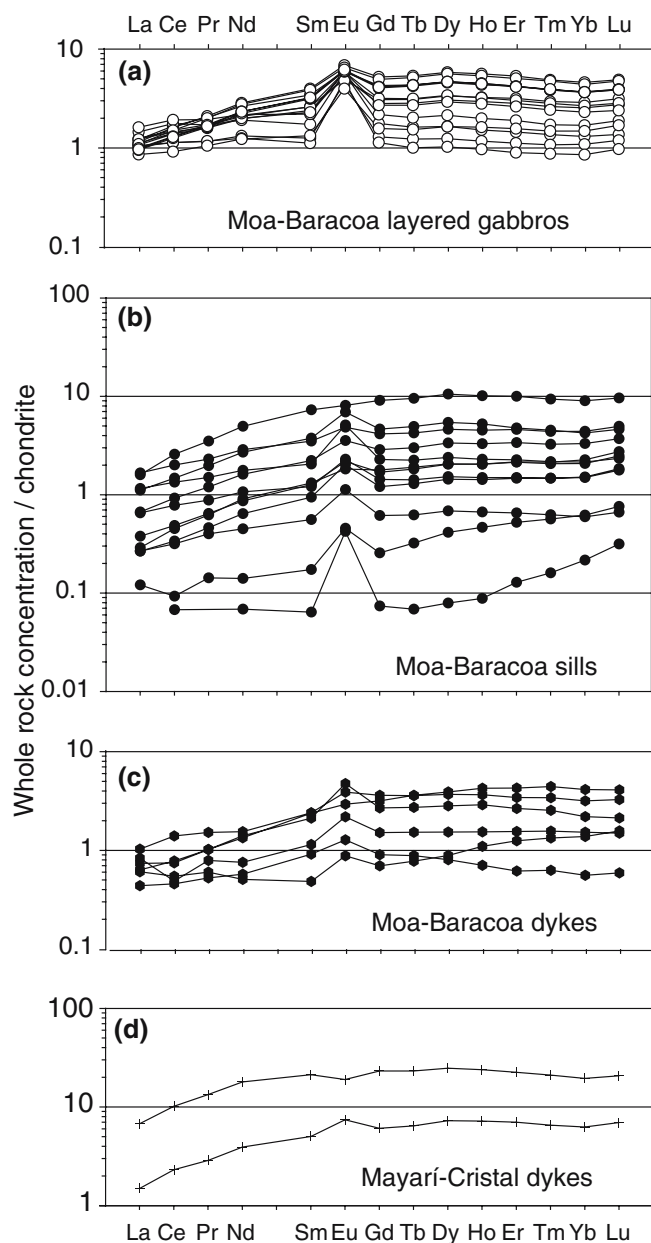 La Ce Pr Nd Sm Eu Gd Tb Dy Ho Er Tm Yb Lu
10
(a)
1
Moa-Baracoa layered gabbros
0.1
100
(b)
10
1
0.1
Moa-Baracoa sills
0.01
Whole rock concentration / chondrite
10
(c)
1
Moa-Baracoa dykes
0.1
100
(d)
10
Mayarí-Cristal dykes
1
La Ce Pr Nd Sm Eu Gd Tb Dy Ho Er Tm Yb Lu